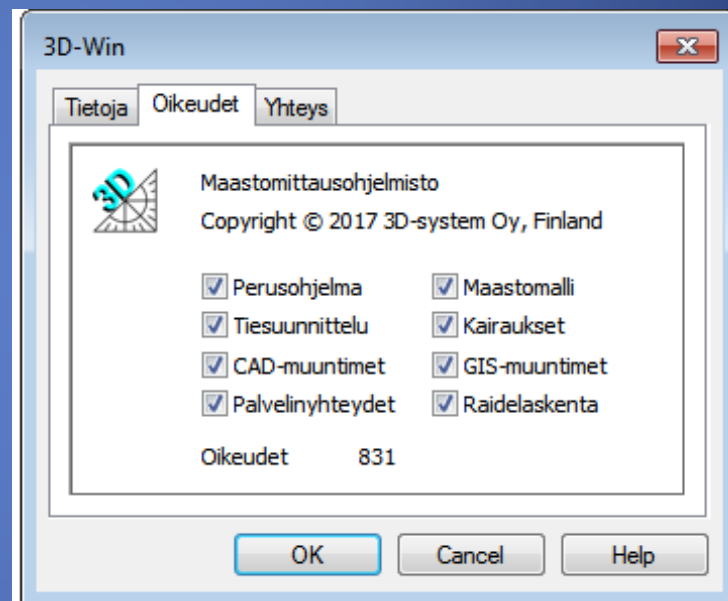 3D-Win
Tietoja Oikeudet Yhteys
3D
Maastomittausohjelmisto
Copyright © 2017 3D-system Oy, Finland
Perusohjelma Maastomalli
Tiesuunnittelu Kairaukset
CAD-muuntimet GIS-muuntimet
Palvelinyhteydet Raidelaskenta
Oikeudet 831
OK Cancel Help